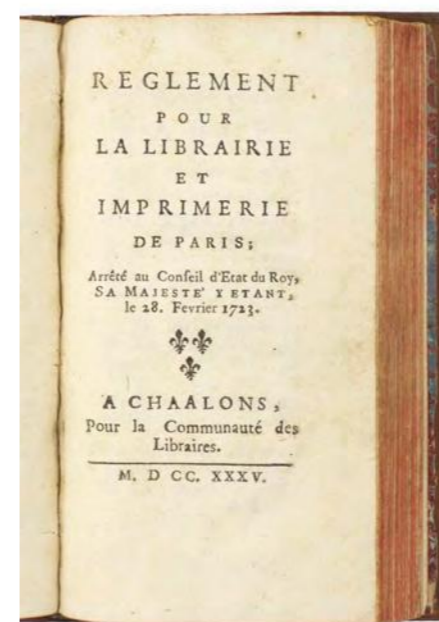 REGLEMENT
POUR
LA LIBRAIRIE
ET
IMPRIMERIE
DE PARIS;
Arrêté au Conſeil d'Etat du Roy,
SA MAJESTE' Y ETANT,
le 28. Fevrier 1723.
A CHAALONS,
Pour la Communauté des
Libraires.
M. D CC. XXXV.